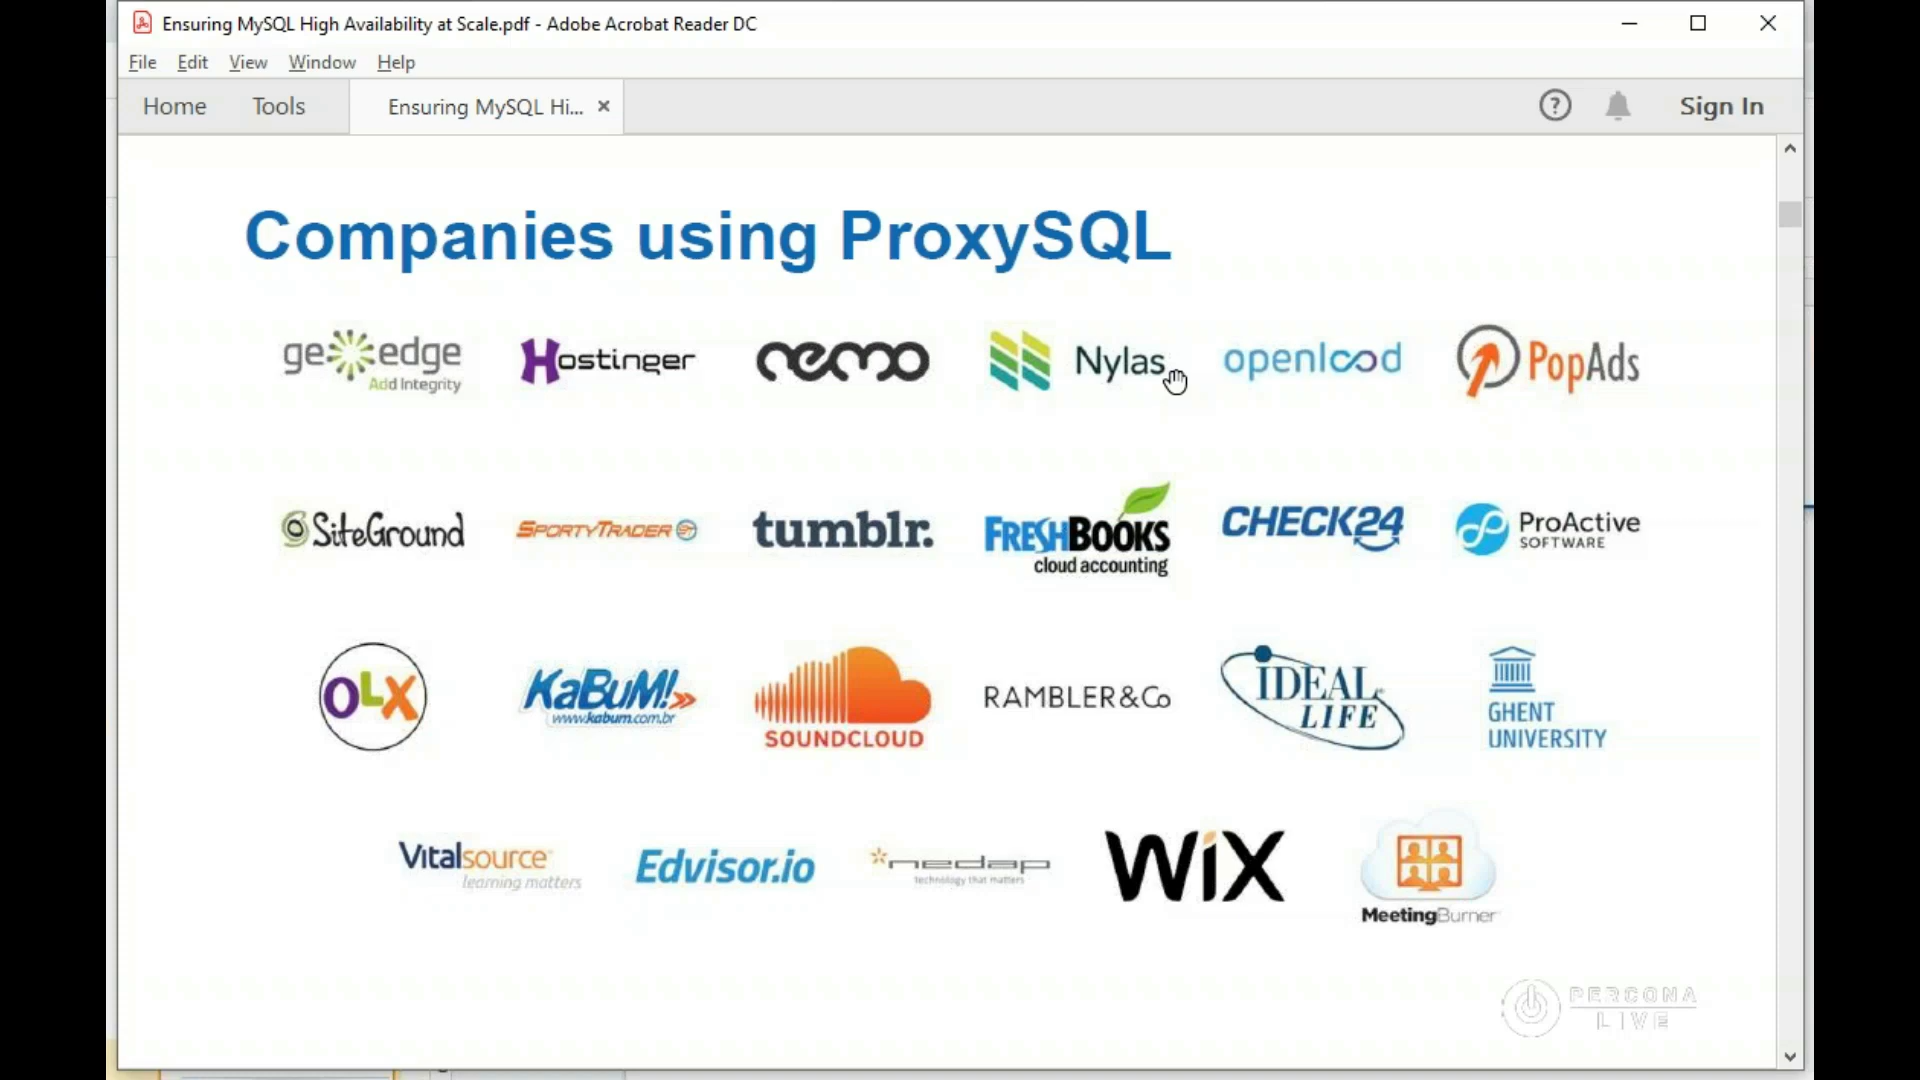 Ensuring MySQL High Availability at Scale.pdf - Adobe Acrobat Reader DC
File Edit View Window Help
Home Tools Ensuring MySQL Hi... × ? Sign In
Companies using ProxySQL
geoedge
Add Integrity
Hostinger
nemo
Nylas
openload
PopAds
SiteGround
SPORTYTRADER ST
tumblr.
FRESHBOOKS
cloud accounting
CHECK24
ProActive
SOFTWARE
OLX
KaBuM!
www.kabum.com.br
SOUNDCLOUD
RAMBLER&Co
IDEAL
LIFE
GHENT
UNIVERSITY
Vitalsource
learning matters
Edvisor.io
nedap
technology that matters
WiX
MeetingBurner
PERCONA
LIVE